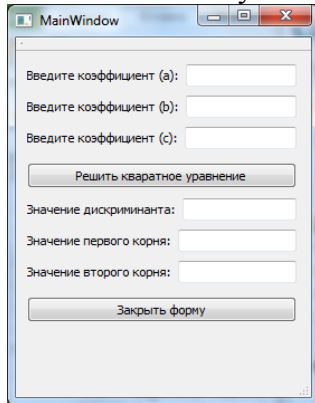 MainWindow
Введите коэффициент (a):
Введите коэффициент (b):
Введите коэффициент (c):
Решить кваратное уравнение
Значение дискриминанта:
Значение первого корня:
Значение второго корня:
Закрыть форму